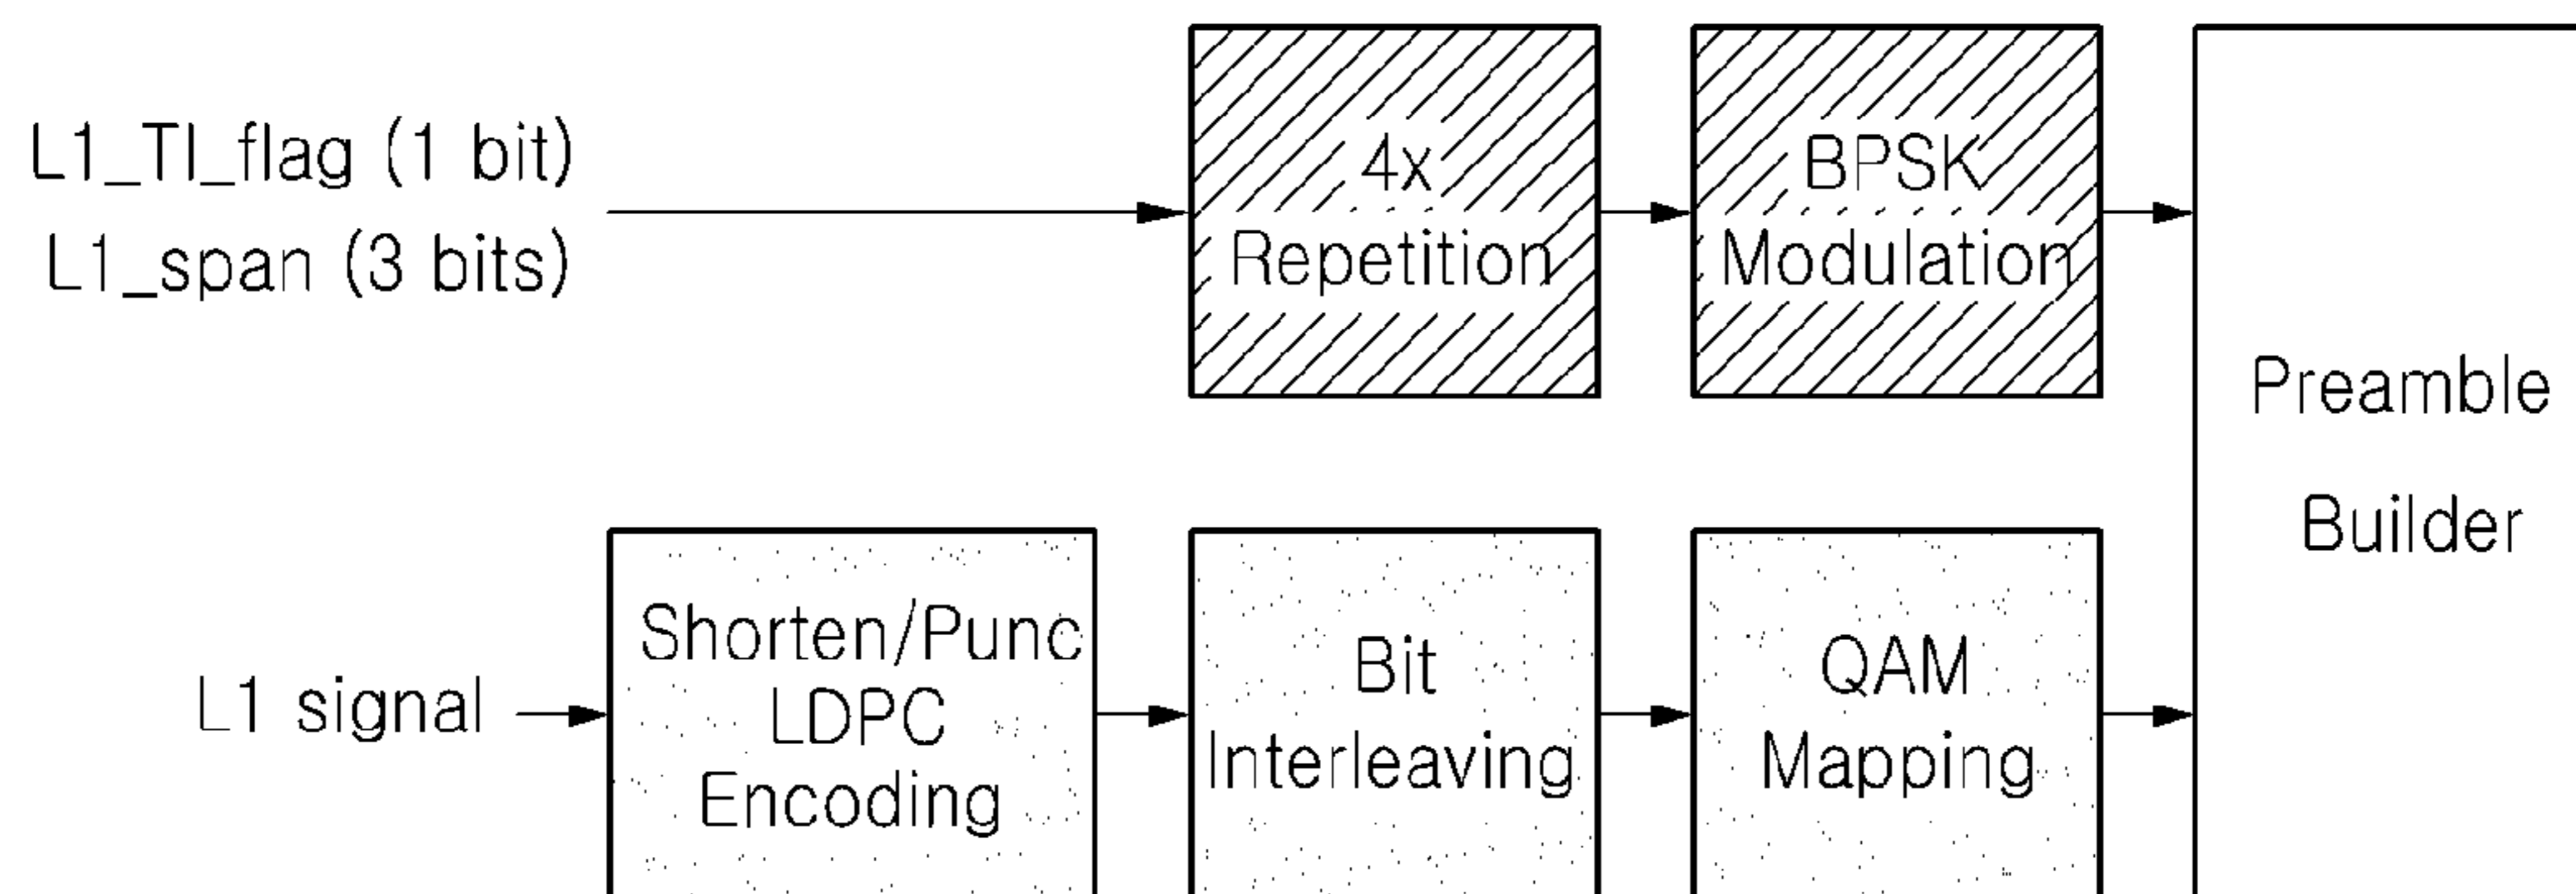 L1_TI_flag (1 bit)
L1_span (3 bits)
4x
Repetition
BPSK
Modulation
Preamble
Builder
L1 signal
Shorten/Punc
LDPC
Encoding
Bit
Interleaving
QAM
Mapping